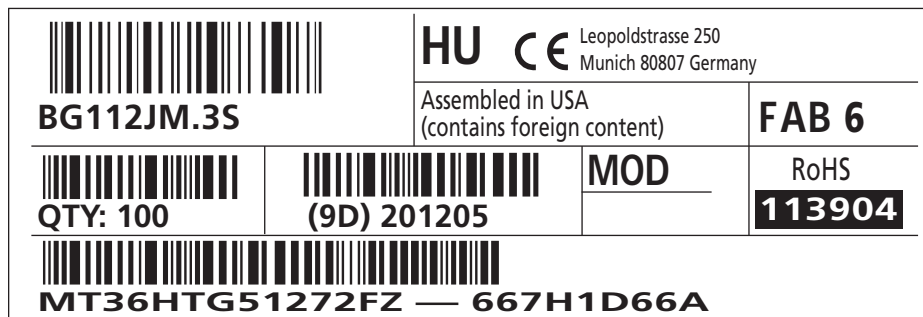 HU CE Leopoldstrasse 250
Munich 80807 Germany
BG112JM.3S
Assembled in USA
(contains foreign content)
FAB 6
QTY: 100
(9D) 201205
MOD
RoHS
113904
MT36HTG51272FZ — 667H1D66A